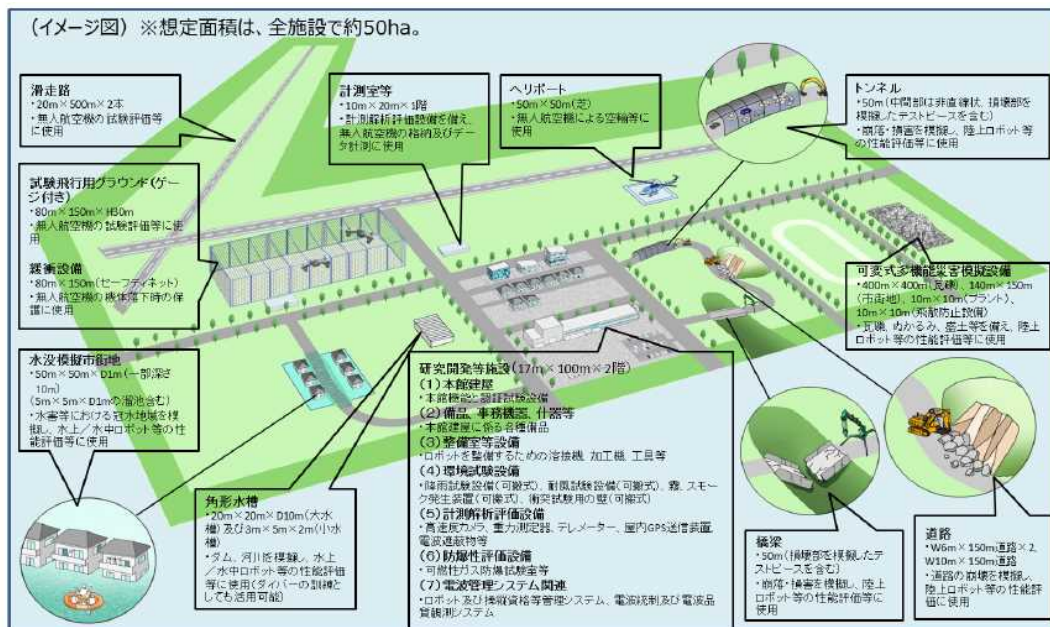 （イメージ図）※想定面積は、全施設で約50ha。
滑走路
・20m×500m×2本
・無人航空機の試験評価等
に使用
計測室等
・10m×20m×1階
・計測解析評価設備を備え、
無人航空機の格納及びデー
タ計測に使用
ヘリポート
・50m×50m(芝)
・無人航空機による空輸等に
使用
トンネル
・50m(中間部は非直線状、損壊部を
模擬したテストピースを含む)
・崩落・損害を模擬し、陸上ロボット等
の性能評価等に使用
試験飛行用グラウンド(ゲー
ジ付き)
・80m×150m×H30m
・無人航空機の試験評価等に使
用
緩衝設備
・80m×150m(セーフティネット)
・無人航空機の機体落下時の保
護に使用
可変式多機能災害模擬設備
・400m×400m(瓦礫)、140m×150m
(市街地)、10m×10m(プラント)、
10m×10m(飛散防止設備)
・瓦礫、ぬかるみ、盛土等を備え、陸上
ロボット等の性能評価等に使用
水没模擬市街地
・50m×50m×D1m(一部深さ
10m)
(5m×5m×D1mの溜池含む)
・水害等における冠水地域を模
擬し、水上／水中ロボット等の性
能評価等に使用
角形水槽
・20m×20m×D10m(大水
槽)及び3m×5m×2m(小水
槽)
・ダム、河川を模擬し、水上
／水中ロボット等の性能評価
等に使用(ダイバーの訓練と
しても活用可能)
研究開発等施設(17m×100m×2階)
(1)本館建屋
・本館機能と認証試験設備
(2)備品、事務機器、什器等
・本館建屋に係る各種備品
(3)整備室等設備
・ロボットを整備するための溶接機、加工機、工具等
(4)環境試験設備
・降雨試験設備(可搬式)、耐風試験設備(可搬式)、霧、スモー
ク発生装置(可搬式)、衝突試験用の壁(可搬式)
(5)計測解析評価設備
・高速度カメラ、重力測定器、テレメーター、屋内GPS送信装置、
電波遮蔽物等
(6)防爆性評価設備
・可燃性ガス防爆試験室等
(7)電波管理システム関連
・ロボット及び操縦資格等管理システム、電波統制及び電波品
質観測システム
橋梁
・50m(損壊部を模擬したテ
ストピースを含む)
・崩落・損害を模擬し、陸上
ロボット等の性能評価等に
使用
道路
・W6m×150m道路×2、
W10m×150m道路
・道路の崩壊を模擬し、
陸上ロボット等の性能評
価に使用